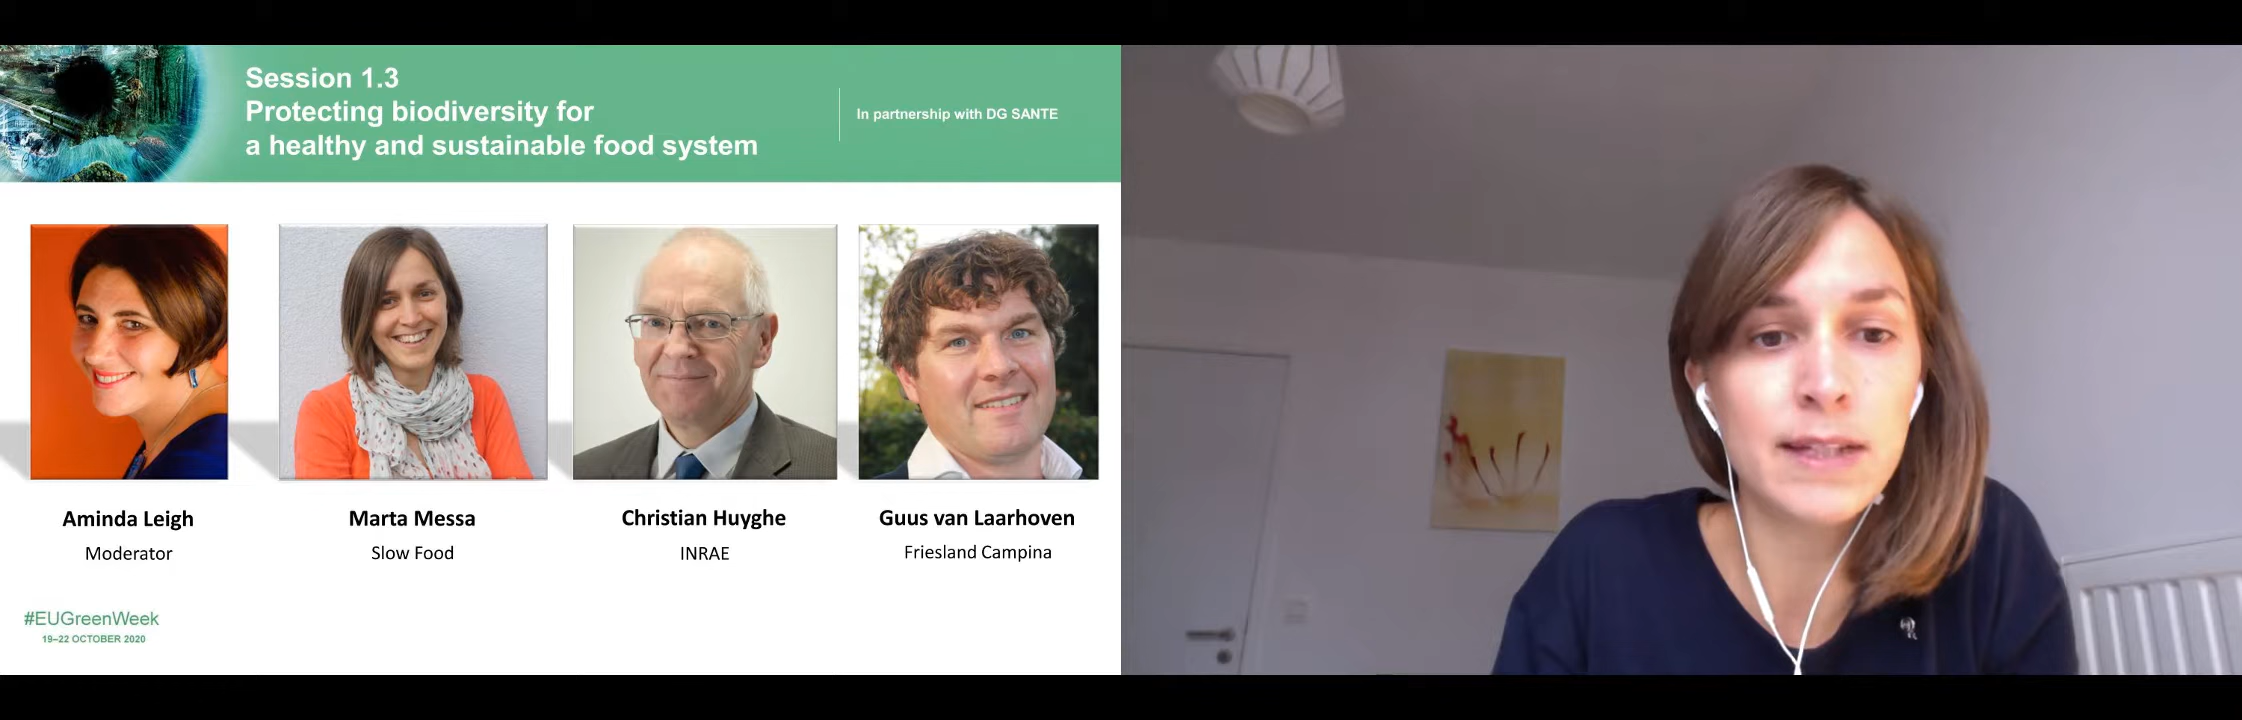 Session 1.3
Protecting biodiversity for
a healthy and sustainable food system
In partnership with DG SANTE
Aminda Leigh
Moderator
Marta Messa
Slow Food
Christian Huyghe
INRAE
Guus van Laarhoven
Friesland Campina
#EUGreenWeek
19–22 OCTOBER 2020